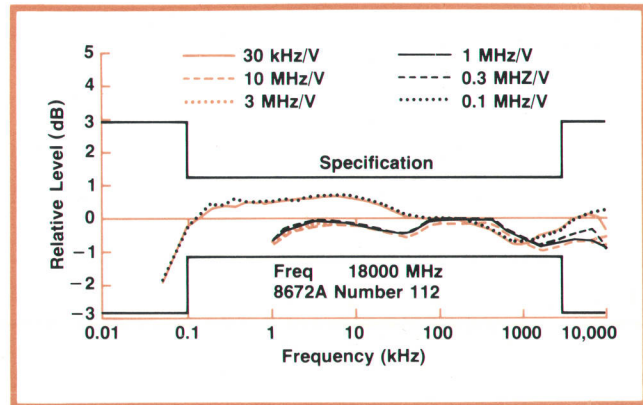 30 kHz/V
1 MHz/V
10 MHz/V
0.3 MHZ/V
3 MHz/V
0.1 MHz/V
Relative Level (dB)
5
4
3
2
1
0
−1
−2
−3
Specification
Freq 18000 MHz
8672A Number 112
0.01 0.1 1 10 100 1000 10,000
Frequency (kHz)